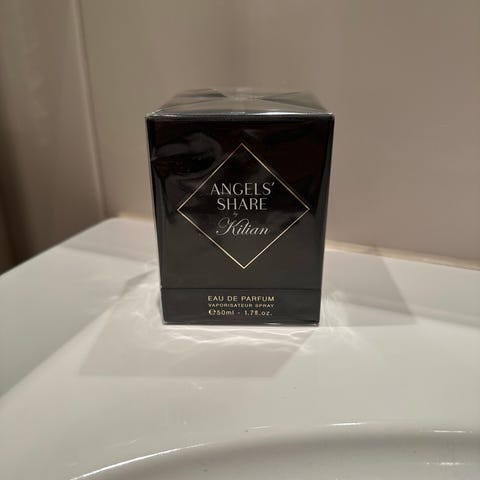 ANGELS'
SHARE
by
Kilian
EAU DE PARFUM
VAPORISATEUR SPRAY
℮50ml - 1.7fl.oz.